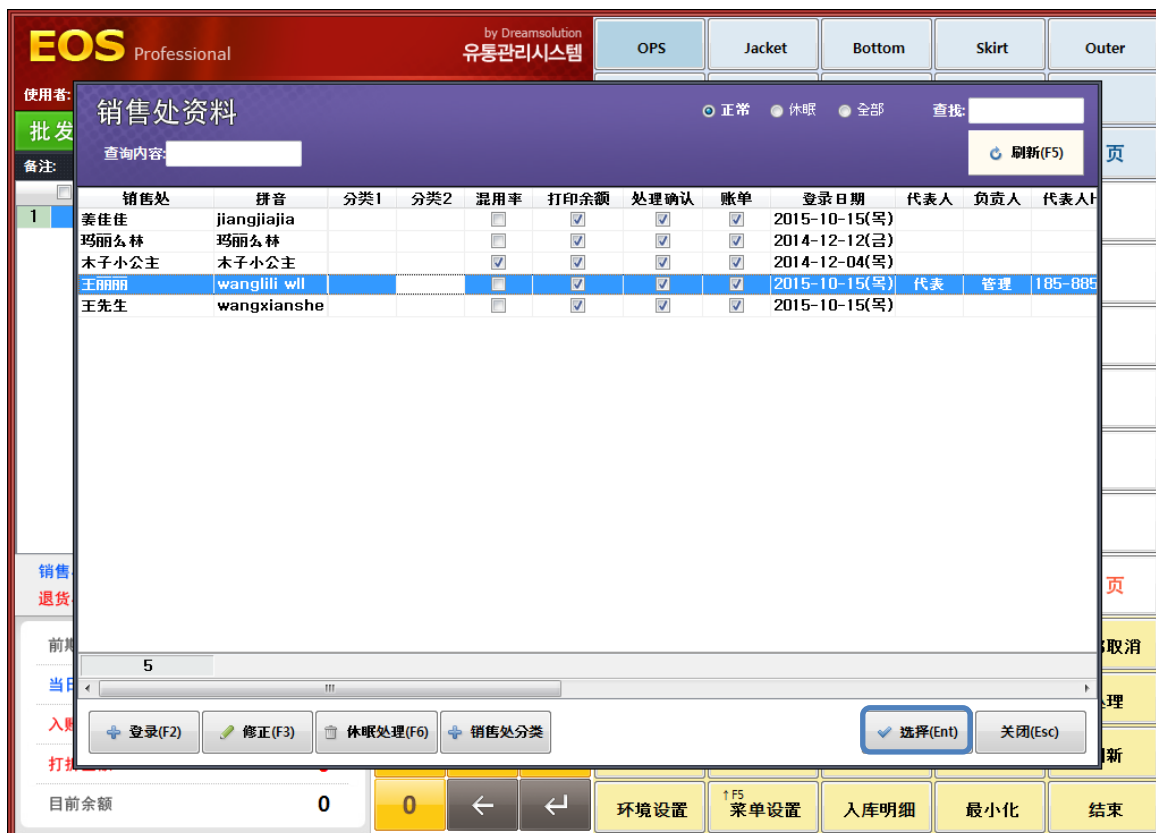 EOS Professional
by Dreamsolution
유통관리시스템
OPS Jacket Bottom Skirt Outer
使用者:
批发
备注:
1
销售处资料
正常 休眠 全部 查找:
查询内容:
刷新(F5)
页
销售处 拼音 分类1 分类2 混用率 打印余额 处理确认 账单 登录日期 代表人 负责人 代表人H
姜佳佳 jiangjiajia 2015-10-15(목)
玛丽么林 玛丽么林 2014-12-12(금)
木子小公主 木子小公主 2014-12-04(목)
王丽丽 wanglili wll 2015-10-15(목) 代表 管理 185-885
王先生 wangxianshe 2015-10-15(목)
5
销售
退货
页
前期
当日
取消
理
登录(F2) 修正(F3) 休眠处理(F6) 销售处分类 选择(Ent) 关闭(Esc)
新
目前余额 0
0
环境设置 ↑F5 菜单设置 入库明细 最小化 结束